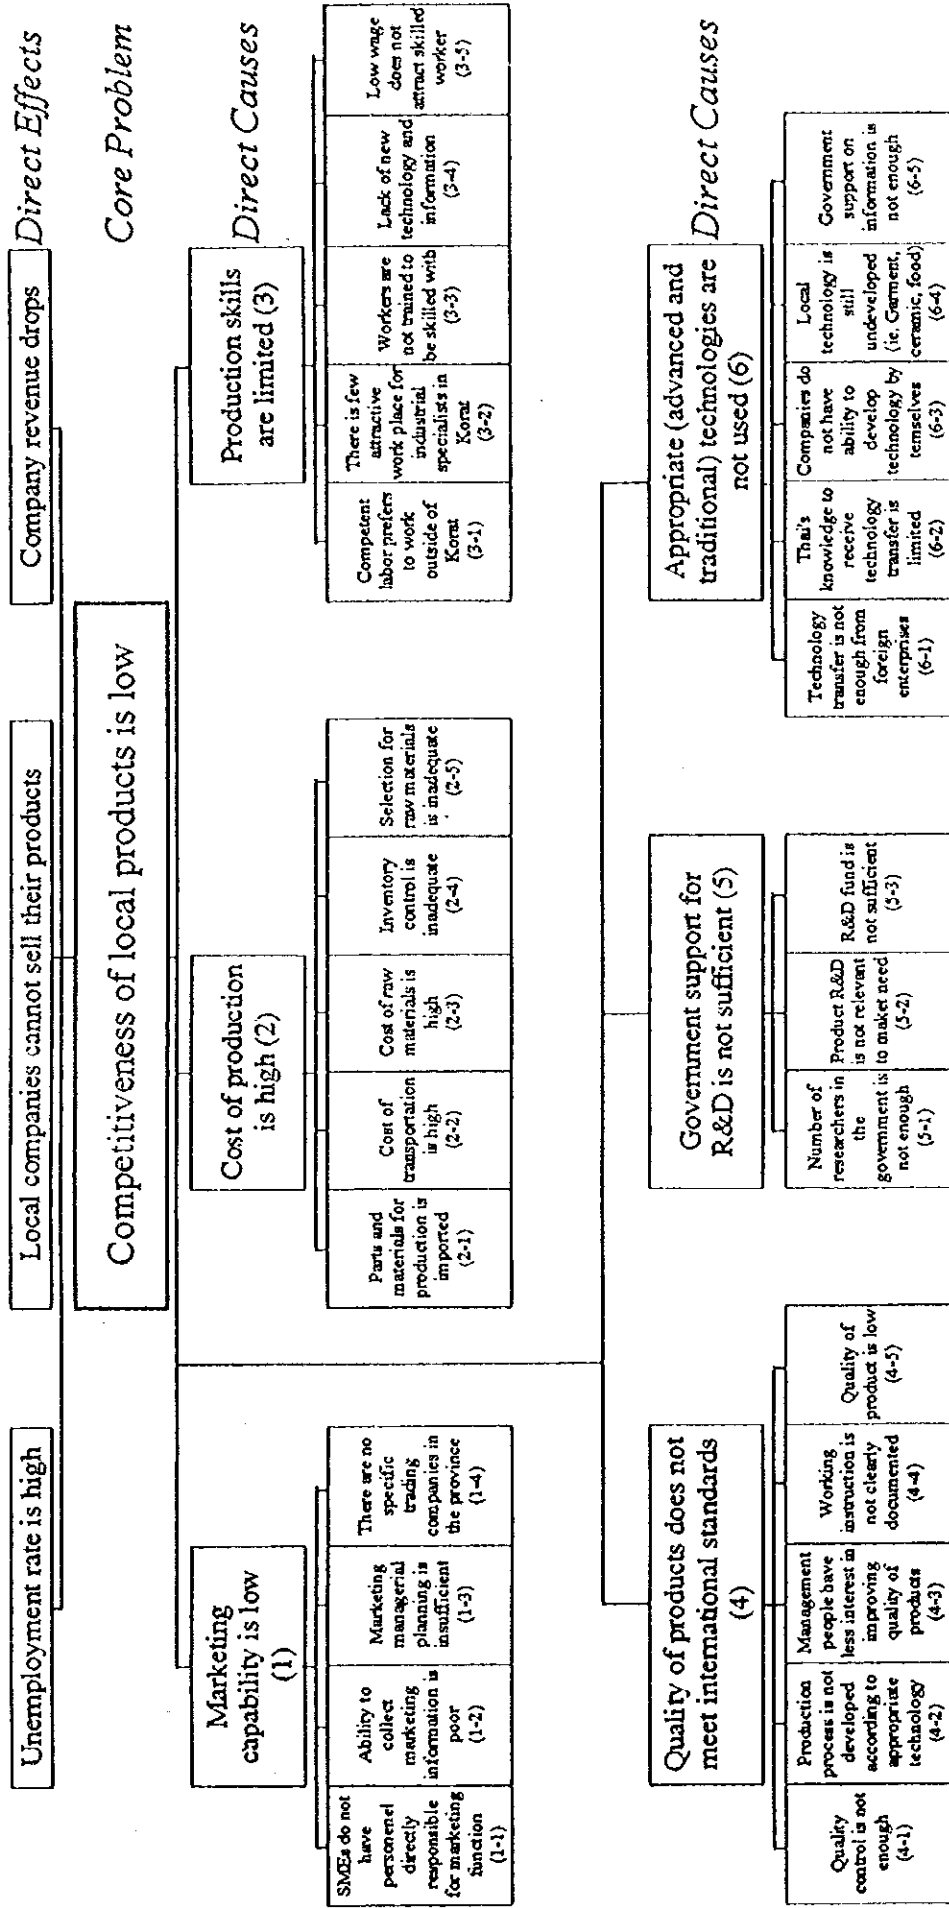 Direct Effects
Unemployment rate is high
Local companies cannot sell their products
Company revenue drops
Core Problem
Competitiveness of local products is low
Direct Causes
Marketing
capability is low
(1)
Cost of production
is high (2)
Production skills
are limited (3)
SMEs do not
have
personenel
directly
responsible
for marketing
function
(1-1)
Ability to
collect
marketing
information is
poor
(1-2)
Marketing
managerial
planning is
insufficient
(1-3)
There are no
specific
trading
companies in
the province
(1-4)
Parts and
materials for
production is
imported
(2-1)
Cost of
transportation
is high
(2-2)
Cost of raw
materials is
high
(2-3)
Inventory
control is
inadequate
(2-4)
Selection for
raw materials
is inadequate
(2-5)
Competent
labor prefers
to work
outside of
Korat
(3-1)
There is few
attractive
work place for
industrial
specialists in
Korat
(3-2)
Workers are
not trained to
be skilled with
(3-3)
Lack of new
technology and
information
(3-4)
Low wage
does not
attract skilled
worker
(3-5)
Direct Causes
Quality of products does not
meet international standards
(4)
Government support for
R&D is not sufficient (5)
Appropriate (advanced and
traditional) technologies are
not used (6)
Quality
control is not
enough
(4-1)
Production
process is not
developed
according to
appropriate
technology
(4-2)
Management
people have
less interest in
improving
quality of
products
(4-3)
Working
instruction is
not clearly
documented
(4-4)
Quality of
product is low
(4-5)
Number of
researchers in
the
government is
not enough
(5-1)
Product R&D
is not relevant
to maket need
(5-2)
R&D fund is
not sufficient
(5-3)
Technology
transfer is not
enough from
foreign
enterprises
(6-1)
Thai's
knowledge to
receive
technology
transfer is
limited
(6-2)
Companies do
not have
ability to
develop
technology by
temselves
(6-3)
Local
technology is
still
undeveloped
(ie. Garment,
ceramic, food)
(6-4)
Government
support on
information is
not enough
(6-5)